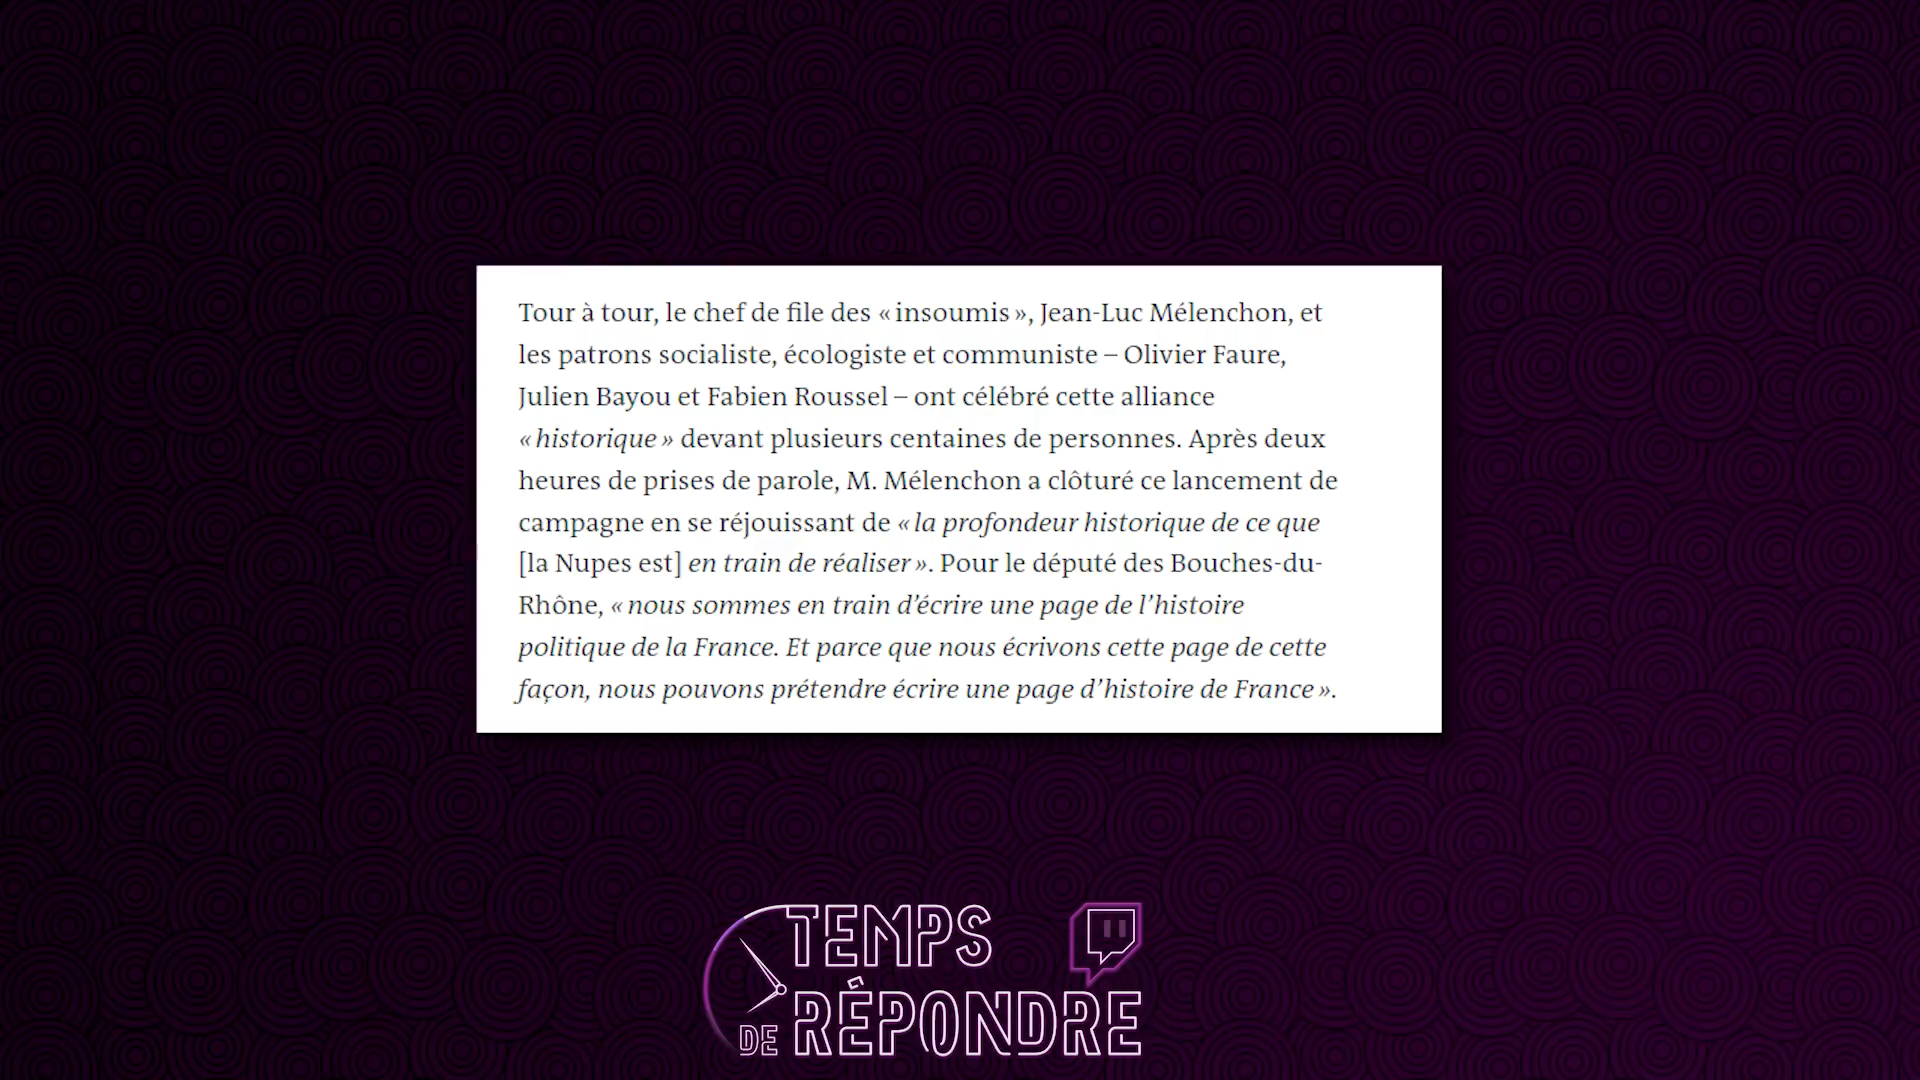 Tour à tour, le chef de file des « insoumis », Jean-Luc Mélenchon, et
les patrons socialiste, écologiste et communiste – Olivier Faure,
Julien Bayou et Fabien Roussel – ont célébré cette alliance
« historique » devant plusieurs centaines de personnes. Après deux
heures de prises de parole, M. Mélenchon a clôturé ce lancement de
campagne en se réjouissant de « la profondeur historique de ce que
[la Nupes est] en train de réaliser ». Pour le député des Bouches-du-
Rhône, « nous sommes en train d’écrire une page de l’histoire
politique de la France. Et parce que nous écrivons cette page de cette
façon, nous pouvons prétendre écrire une page d’histoire de France ».
TEMPS
DE RÉPONDRE